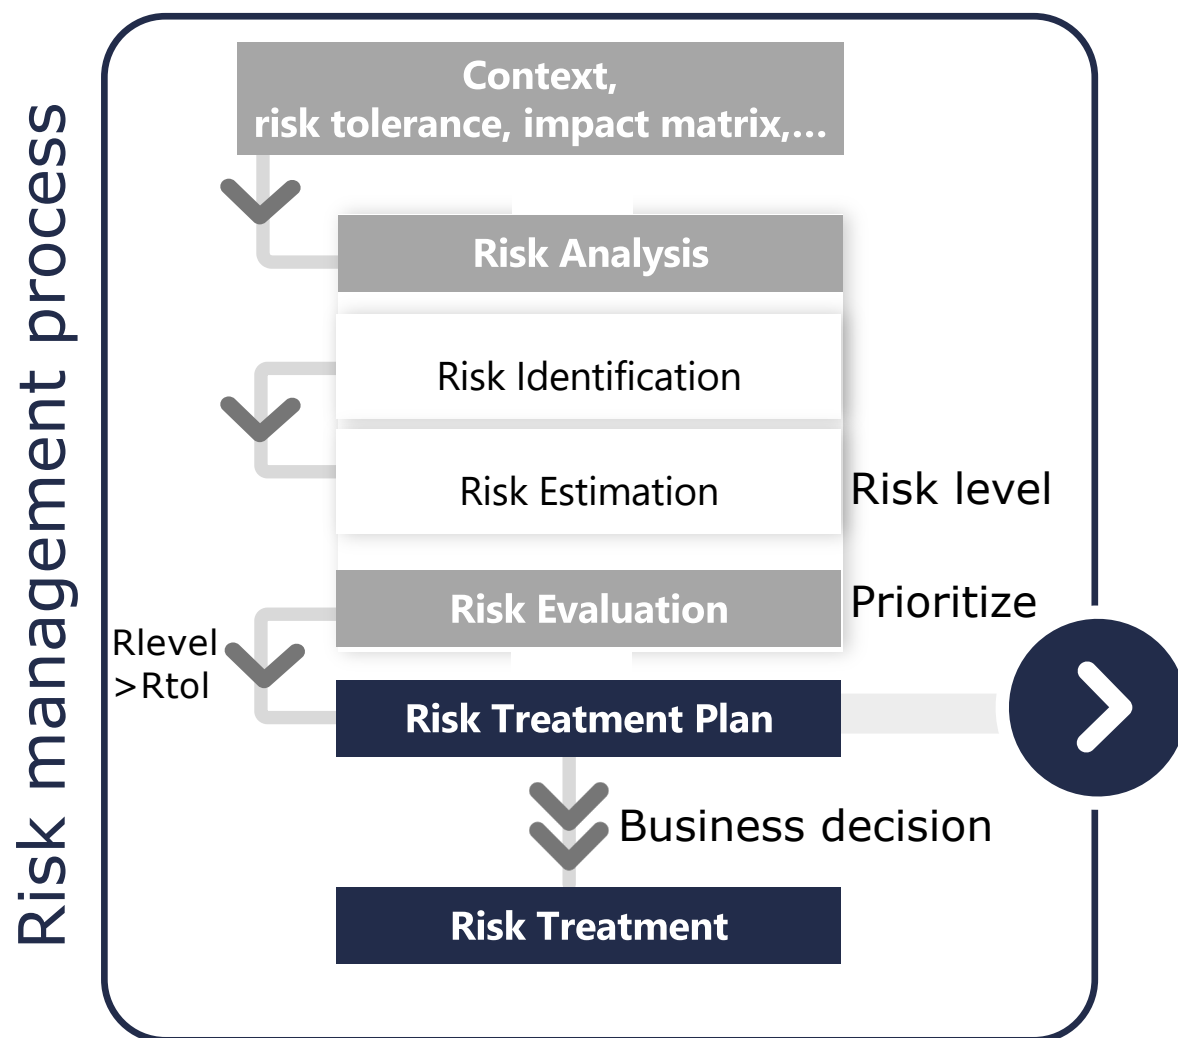 Risk management process
Context,
risk tolerance, impact matrix,...
Risk Analysis
Risk Identification
Risk Estimation
Risk level
Risk Evaluation
Prioritize
Rlevel
>Rtol
Risk Treatment Plan
Business decision
Risk Treatment